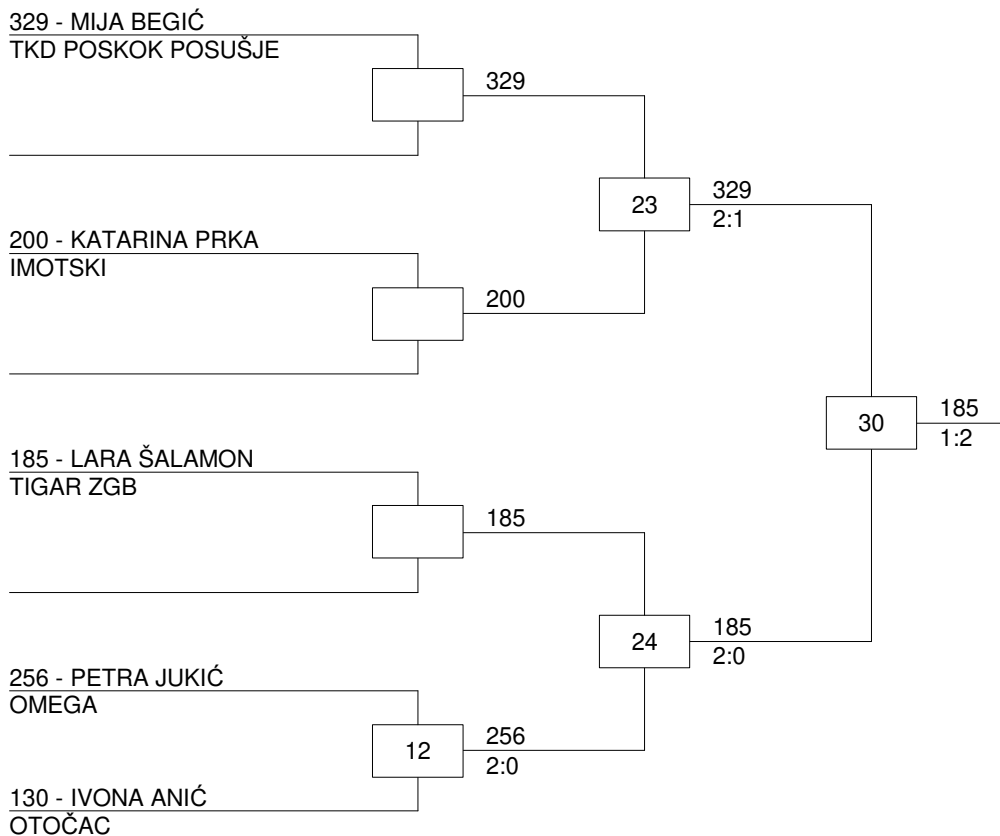 329 - MIJA BEGIĆ
TKD POSKOK POSUŠJE
329
23
329
2:1
200 - KATARINA PRKA
IMOTSKI
200
30
185
1:2
185 - LARA ŠALAMON
TIGAR ZGB
185
24
185
2:0
256 - PETRA JUKIĆ
OMEGA
12
256
2:0
130 - IVONA ANIĆ
OTOČAC